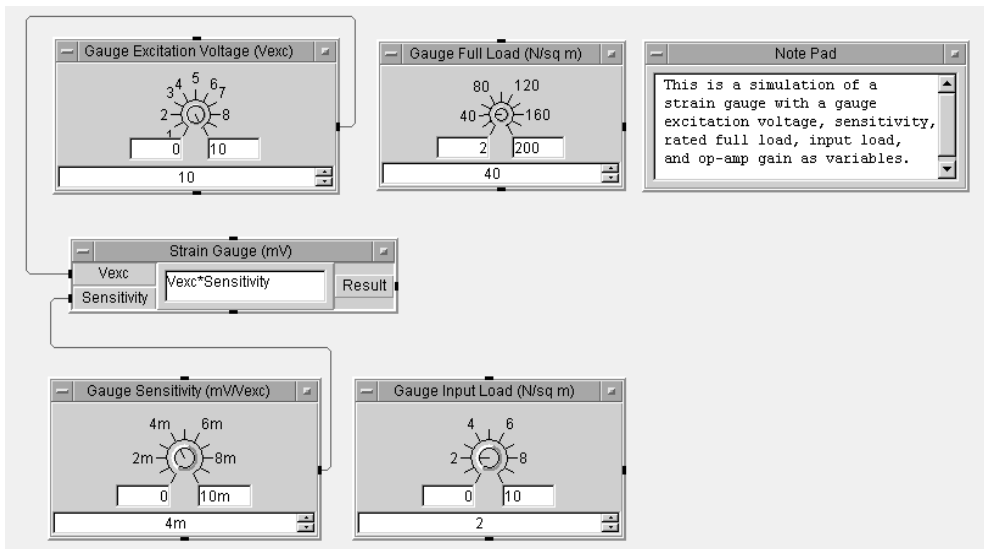 Gauge Excitation Voltage (Vexc)
1
2
3
4
5
6
7
8
0
10
10
Gauge Full Load (N/sq m)
40
80
120
160
2
200
40
Note Pad
This is a simulation of a
strain gauge with a gauge
excitation voltage, sensitivity,
rated full load, input load,
and op-amp gain as variables.
Strain Gauge (mV)
Vexc
Sensitivity
Vexc*Sensitivity
Result
Gauge Sensitivity (mV/Vexc)
2m
4m
6m
8m
0
10m
4m
Gauge Input Load (N/sq m)
2
4
6
8
0
10
2